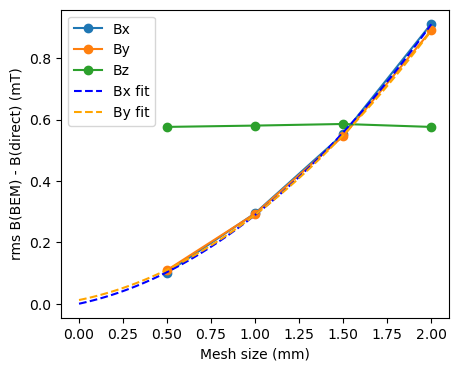 Bx
By
Bz
Bx fit
By fit
rms B(BEM) - B(direct) (mT)
0.8
0.6
0.4
0.2
0.0
0.00 0.25 0.50 0.75 1.00 1.25 1.50 1.75 2.00
Mesh size (mm)